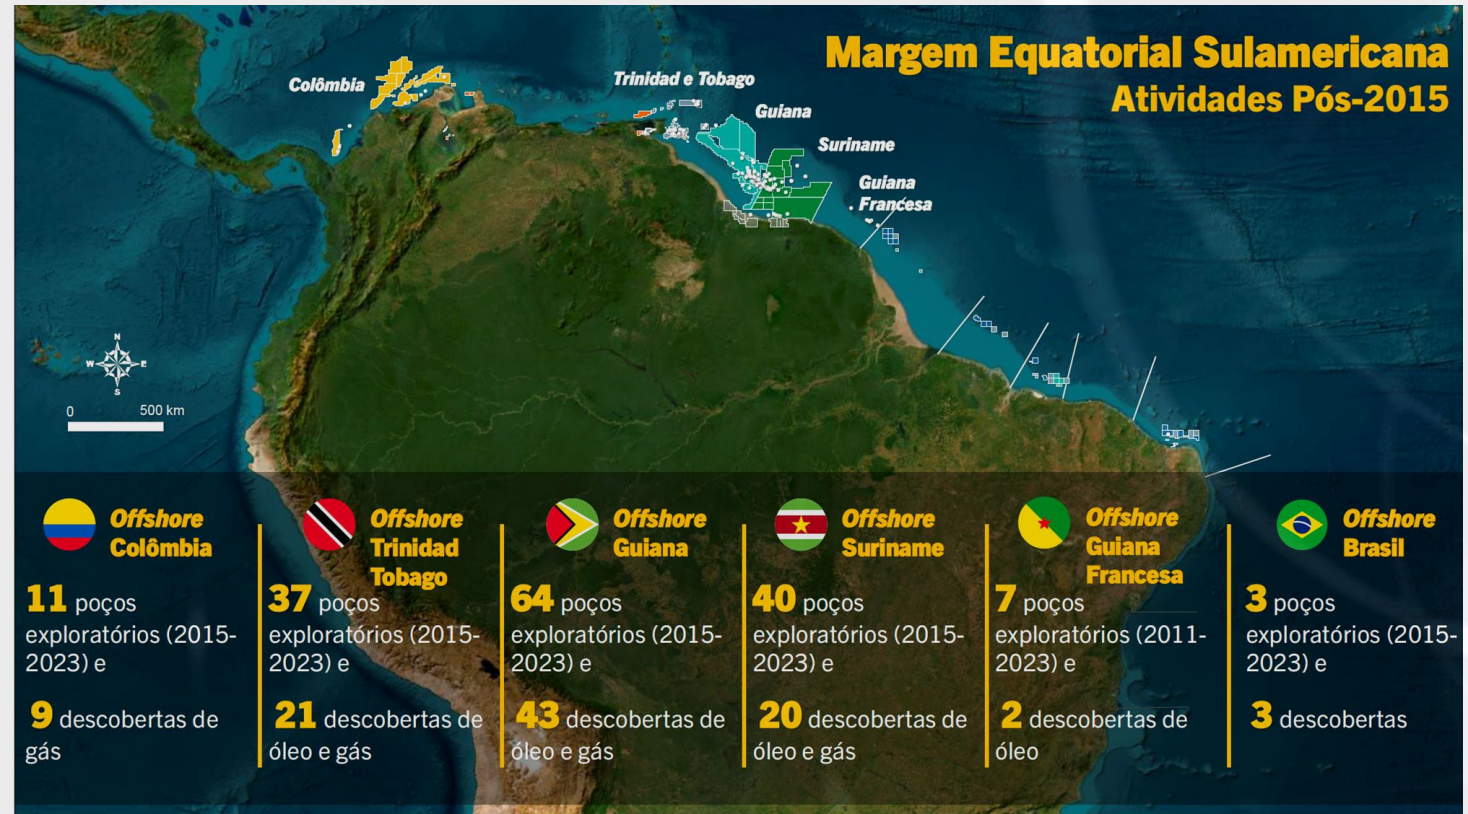 Margem Equatorial Sulamericana
Atividades Pós-2015
Colômbia
Trinidad e Tobago
Guiana
Suriname
Guiana
Francesa
N
W
E
S
0
500 km
Offshore
Colômbia
11 poços
exploratórios (2015-
2023) e
9 descobertas de
gás
Offshore
Trinidad
Tobago
37 poços
exploratórios (2015-
2023) e
21 descobertas de
óleo e gás
Offshore
Guiana
64 poços
exploratórios (2015-
2023) e
43 descobertas de
óleo e gás
Offshore
Suriname
40 poços
exploratórios (2015-
2023) e
20 descobertas de
óleo e gás
Offshore
Guiana
Francesa
7 poços
exploratórios (2011-
2023) e
2 descobertas de
óleo
Offshore
Brasil
3 poços
exploratórios (2015-
2023) e
3 descobertas